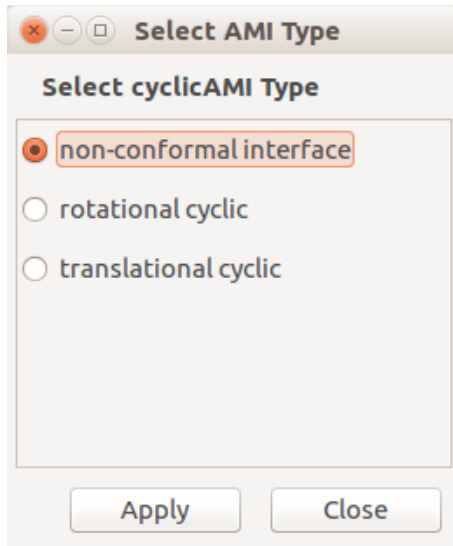 Select AMI Type
Select cyclicAMI Type
non-conformal interface
rotational cyclic
translational cyclic
Apply Close